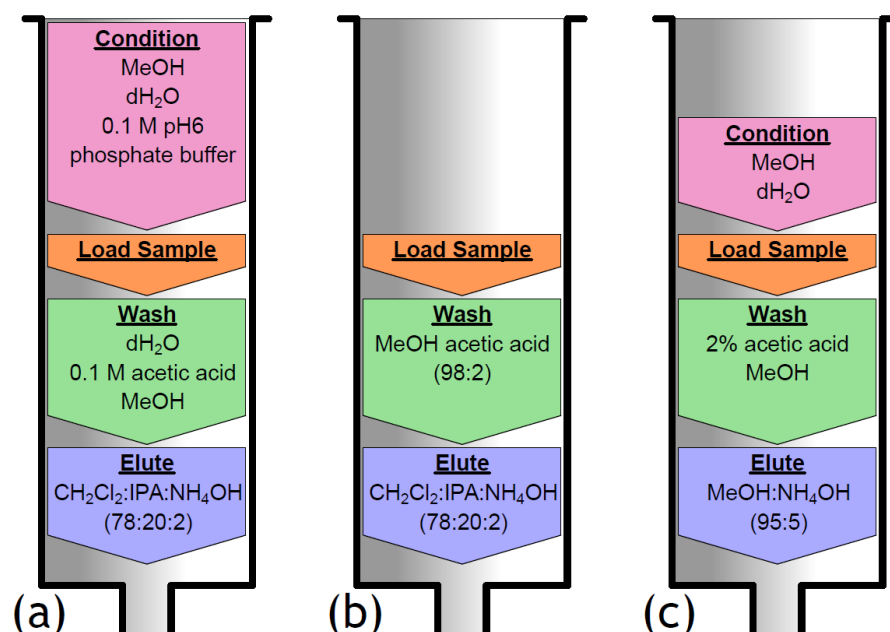 Condition
MeOH
dH₂O
0.1 M pH6
phosphate buffer
Load Sample
Wash
dH₂O
0.1 M acetic acid
MeOH
Elute
CH₂Cl₂:IPA:NH₄OH
(78:20:2)
(a)
Load Sample
Wash
MeOH acetic acid
(98:2)
Elute
CH₂Cl₂:IPA:NH₄OH
(78:20:2)
(b)
Condition
MeOH
dH₂O
Load Sample
Wash
2% acetic acid
MeOH
Elute
MeOH:NH₄OH
(95:5)
(c)